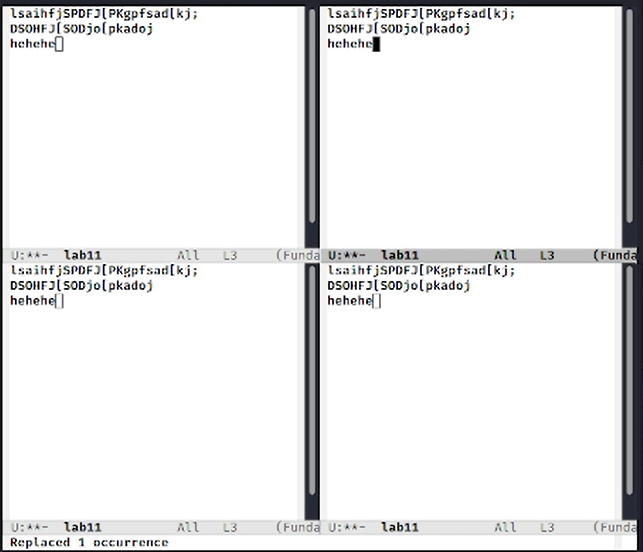 lsaihfjSPDFJ[PKgpfsad[kj;
DSOHFJ[SODjo[pkadoj
hehehe
lsaihfjSPDFJ[PKgpfsad[kj;
DSOHFJ[SODjo[pkadoj
hehehe
U:**- lab11 All L3 (Funda
U:**- lab11 All L3 (Funda
lsaihfjSPDFJ[PKgpfsad[kj;
DSOHFJ[SODjo[pkadoj
hehehe
lsaihfjSPDFJ[PKgpfsad[kj;
DSOHFJ[SODjo[pkadoj
hehehe
U:**- lab11 All L3 (Funda
U:**- lab11 All L3 (Funda
Replaced 1 occurrence